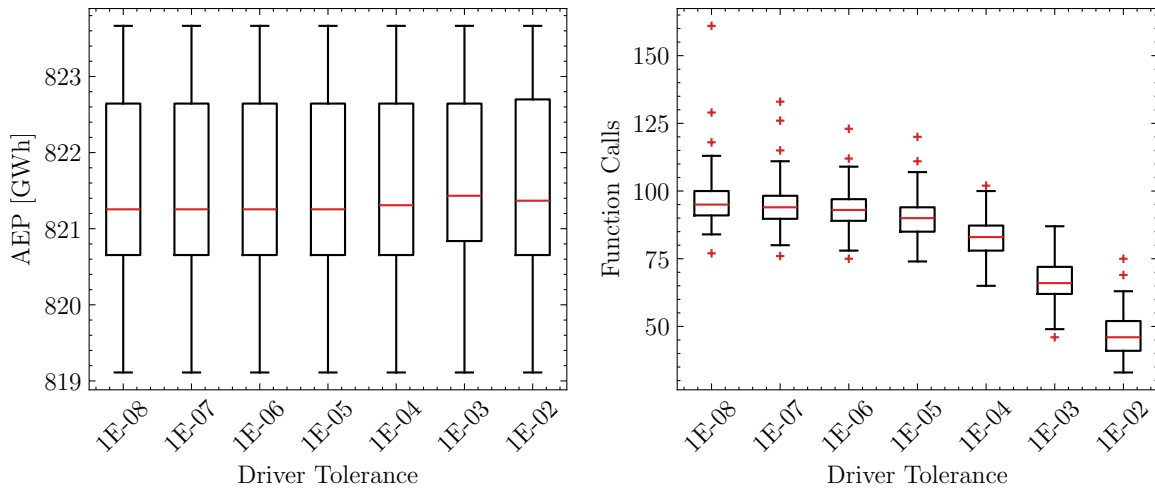 AEP [GWh]
823
822
821
820
819
1E-08
1E-07
1E-06
1E-05
1E-04
1E-03
1E-02
Driver Tolerance
Function Calls
150
125
100
75
50
1E-08
1E-07
1E-06
1E-05
1E-04
1E-03
1E-02
Driver Tolerance